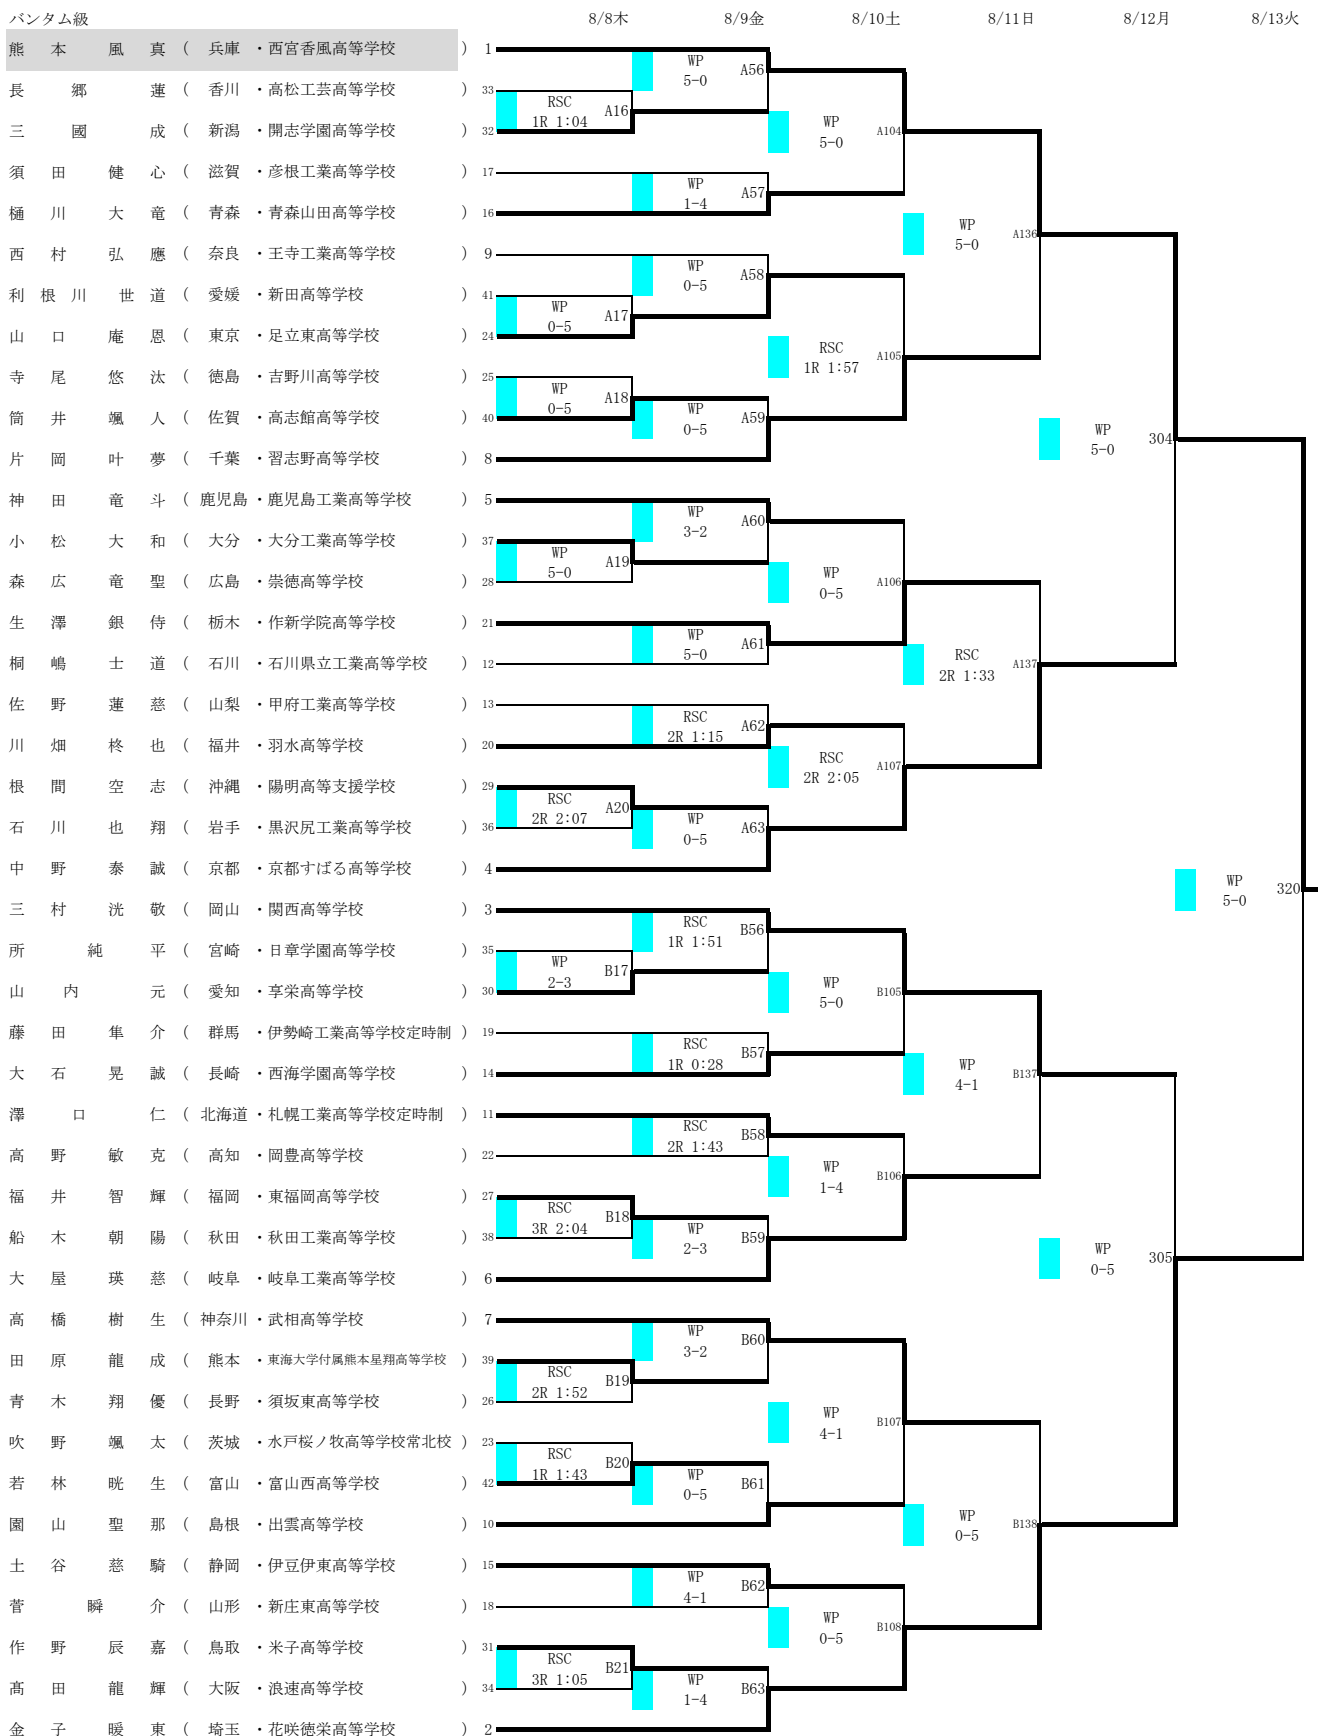 バンタム級 8/8木 8/9金 8/10土 8/11日 8/12月 8/13火
熊本風真 ( 兵庫 ・西宮香風高等学校 ) 1
WP 5-0 A56
長郷蓮 ( 香川 ・高松工芸高等学校 ) 33
RSC 1R 1:04 A16
WP 5-0 A104
三國成 ( 新潟 ・開志学園高等学校 ) 32
須田健心 ( 滋賀 ・彦根工業高等学校 ) 17
WP 1-4 A57
樋川大竜 ( 青森 ・青森山田高等学校 ) 16
WP 5-0 A136
西村弘應 ( 奈良 ・王寺工業高等学校 ) 9
WP 0-5 A58
利根川世道 ( 愛媛 ・新田高等学校 ) 41
WP 0-5 A17
山口庵恩 ( 東京 ・足立東高等学校 ) 24
RSC 1R 1:57 A105
寺尾悠汰 ( 徳島 ・吉野川高等学校 ) 25
WP 0-5 A18
筒井颯人 ( 佐賀 ・高志館高等学校 ) 40
WP 0-5 A59
WP 5-0 304
片岡叶夢 ( 千葉 ・習志野高等学校 ) 8
神田竜斗 ( 鹿児島 ・鹿児島工業高等学校 ) 5
WP 3-2 A60
小松大和 ( 大分 ・大分工業高等学校 ) 37
WP 5-0 A19
森広竜聖 ( 広島 ・崇徳高等学校 ) 28
WP 0-5 A106
生澤銀侍 ( 栃木 ・作新学院高等学校 ) 21
WP 5-0 A61
桐嶋士道 ( 石川 ・石川県立工業高等学校 ) 12
RSC 2R 1:33 A137
佐野蓮慈 ( 山梨 ・甲府工業高等学校 ) 13
RSC 2R 1:15 A62
川畑柊也 ( 福井 ・羽水高等学校 ) 20
RSC 2R 2:05 A107
根間空志 ( 沖縄 ・陽明高等支援学校 ) 29
RSC 2R 2:07 A20
石川也翔 ( 岩手 ・黒沢尻工業高等学校 ) 36
WP 0-5 A63
中野泰誠 ( 京都 ・京都すばる高等学校 ) 4
WP 5-0 320
三村洸敬 ( 岡山 ・関西高等学校 ) 3
RSC 1R 1:51 B56
所純平 ( 宮崎 ・日章学園高等学校 ) 35
WP 2-3 B17
山内元 ( 愛知 ・享栄高等学校 ) 30
WP 5-0 B105
藤田隼介 ( 群馬 ・伊勢崎工業高等学校定時制 ) 19
RSC 1R 0:28 B57
大石晃誠 ( 長崎 ・西海学園高等学校 ) 14
WP 4-1 B137
澤口仁 ( 北海道 ・札幌工業高等学校定時制 ) 11
RSC 2R 1:43 B58
高野敏克 ( 高知 ・岡豊高等学校 ) 22
WP 1-4 B106
福井智輝 ( 福岡 ・東福岡高等学校 ) 27
RSC 3R 2:04 B18
船木朝陽 ( 秋田 ・秋田工業高等学校 ) 38
WP 2-3 B59
WP 0-5 305
大屋瑛慈 ( 岐阜 ・岐阜工業高等学校 ) 6
高橋樹生 ( 神奈川 ・武相高等学校 ) 7
WP 3-2 B60
田原龍成 ( 熊本 ・東海大学付属熊本星翔高等学校 ) 39
RSC 2R 1:52 B19
青木翔優 ( 長野 ・須坂東高等学校 ) 26
WP 4-1 B107
吹野颯太 ( 茨城 ・水戸桜ノ牧高等学校常北校 ) 23
RSC 1R 1:43 B20
若林晄生 ( 富山 ・富山西高等学校 ) 42
WP 0-5 B61
園山聖那 ( 島根 ・出雲高等学校 ) 10
WP 0-5 B138
土谷慈騎 ( 静岡 ・伊豆伊東高等学校 ) 15
WP 4-1 B62
菅瞬介 ( 山形 ・新庄東高等学校 ) 18
WP 0-5 B108
作野辰嘉 ( 鳥取 ・米子高等学校 ) 31
RSC 3R 1:05 B21
髙田龍輝 ( 大阪 ・浪速高等学校 ) 34
WP 1-4 B63
金子暖東 ( 埼玉 ・花咲徳栄高等学校 ) 2